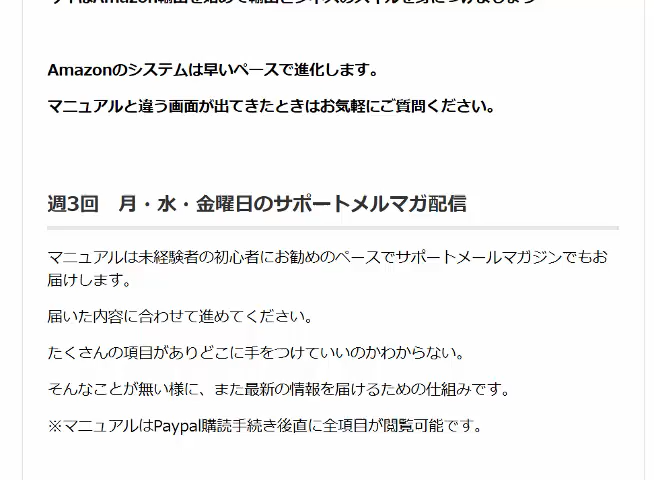 Amazonのシステムは早いペースで進化します。
マニュアルと違う画面が出てきたときはお気軽にご質問ください。
週3回　月・水・金曜日のサポートメルマガ配信
マニュアルは未経験者の初心者にお勧めのペースでサポートメールマガジンでもお
届けします。
届いた内容に合わせて進めてください。
たくさんの項目がありどこに手をつけていいのかわからない。
そんなことが無い様に、また最新の情報を届けるための仕組みです。
※マニュアルはPaypal購読手続き後直に全項目が閲覧可能です。